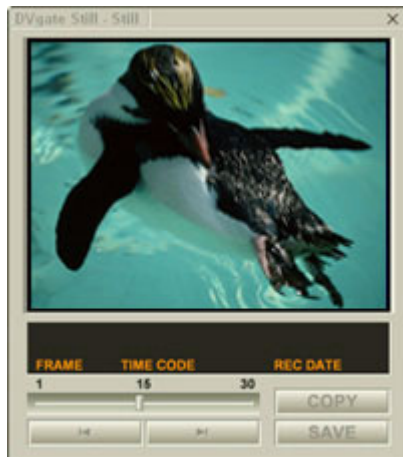 DVgate Still - Still
FRAME TIME CODE REC DATE
1 15 30
COPY
SAVE